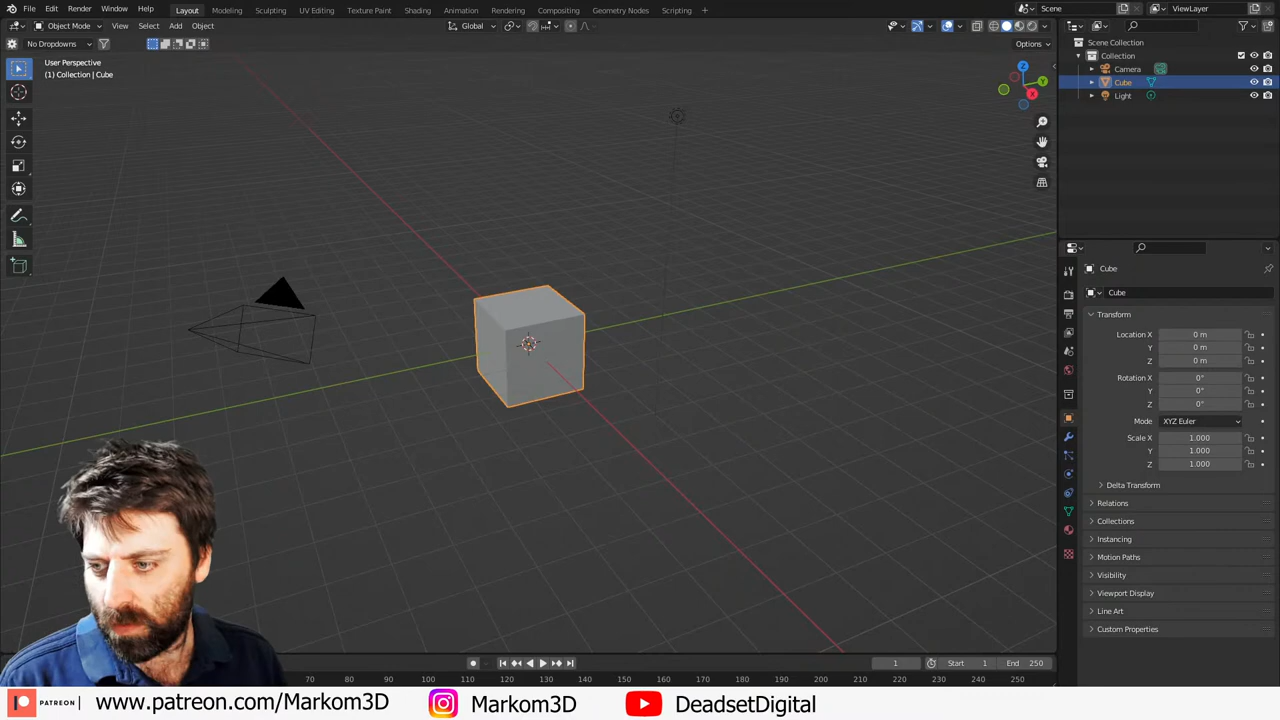 File Edit Render Window Help Layout Modeling Sculpting UV Editing Texture Paint Shading Animation Rendering Compositing Geometry Nodes Scripting + Scene ViewLayer
Object Mode View Select Add Object Global
No Dropdowns Options
User Perspective
(1) Collection | Cube
Z
Y
X
Scene Collection
Collection
Camera
Cube
Light
Cube
Cube
Transform
Location X 0 m
Y 0 m
Z 0 m
Rotation X 0°
Y 0°
Z 0°
Mode XYZ Euler
Scale X 1.000
Y 1.000
Z 1.000
Delta Transform
Relations
Collections
Instancing
Motion Paths
Visibility
Viewport Display
Line Art
Custom Properties
1 Start 1 End 250
70 80 90 100 110 120 130 140 150 160 170 180 190 200 210 220 230 240 250
PATREON www.patreon.com/Markom3D Markom3D DeadsetDigital